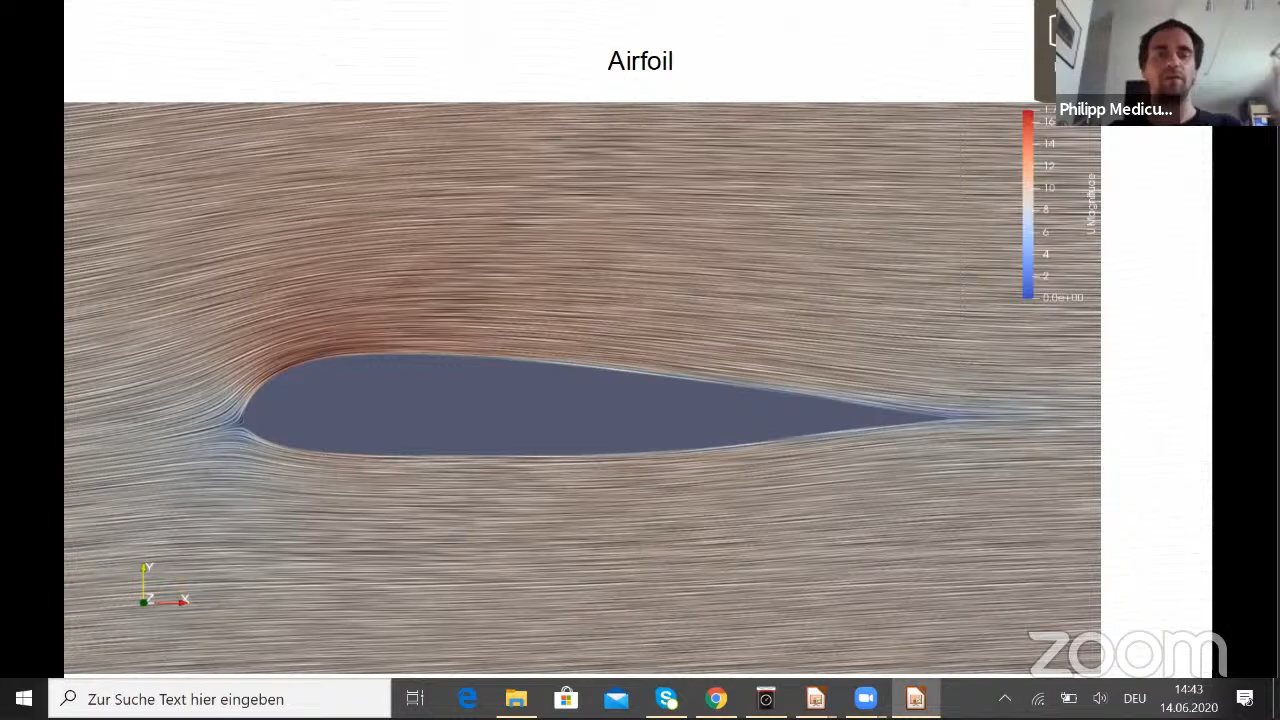 Airfoil
Philipp Medicu...
16
14
12
10
8
6
4
2
0.0e+00
U Magnitude
Y
Z
X
zoom
Zur Suche Text hier eingeben
DEU
14:43
14.06.2020